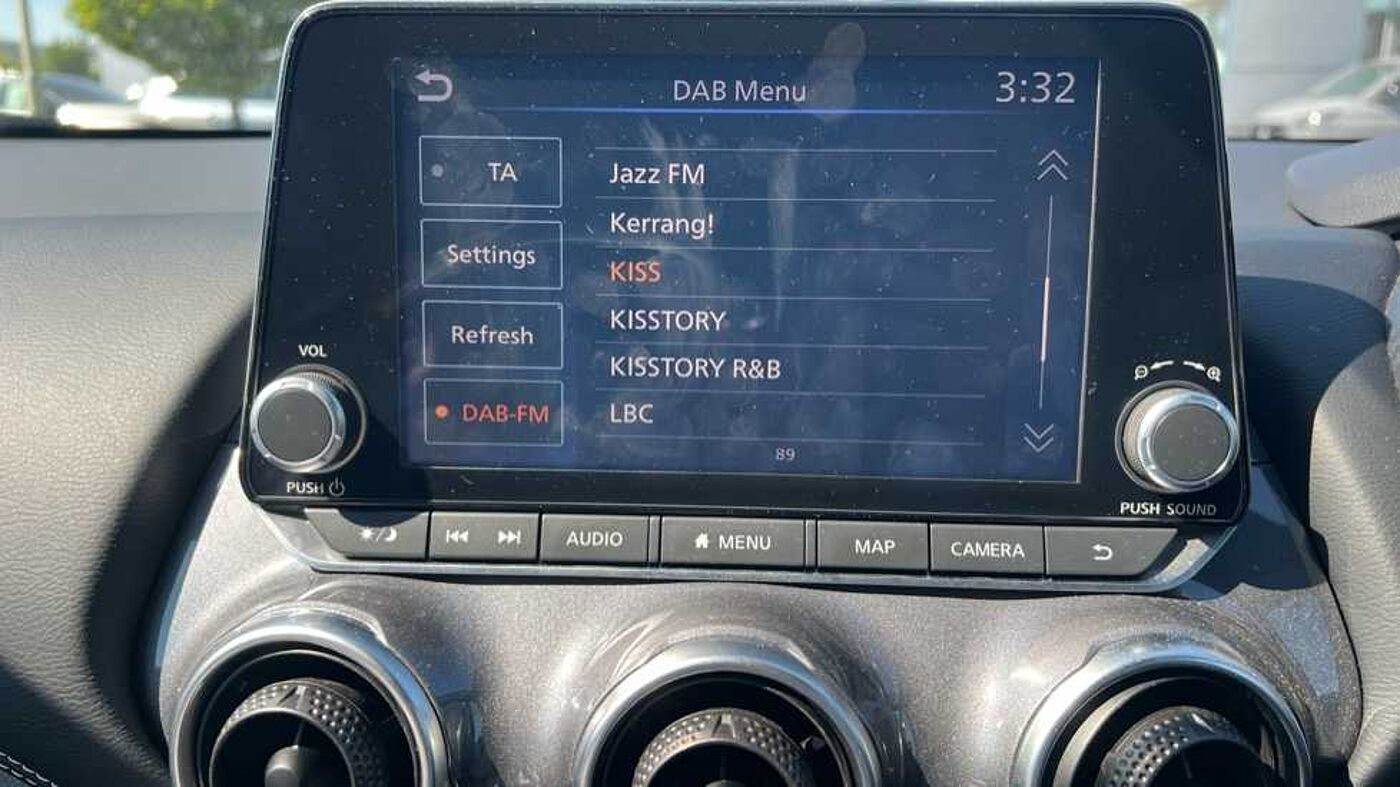 DAB Menu
3:32
TA
Settings
Refresh
DAB-FM
Jazz FM
Kerrang!
KISS
KISSTORY
KISSTORY R&B
LBC
89
VOL
PUSH
PUSH SOUND
AUDIO
MENU
MAP
CAMERA